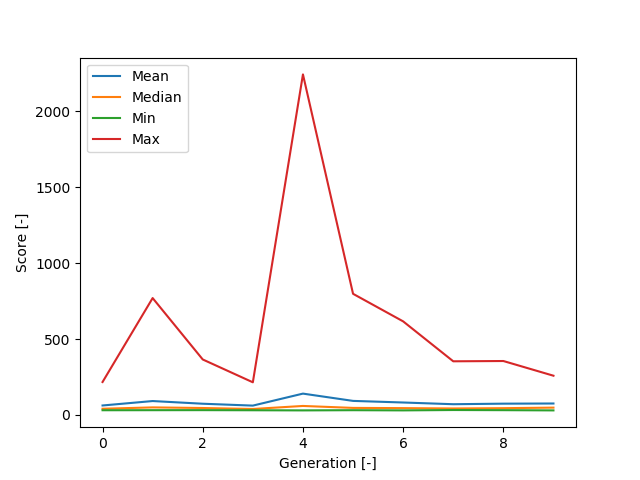 Mean
Median
Min
Max
2000
1500
1000
500
0
Score [-]
0 2 4 6 8
Generation [-]